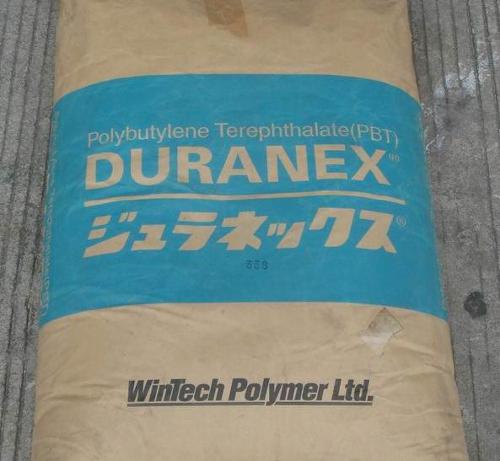 Polybutylene Terephthalate(PBT)
DURANEX
ジュラネックス®
WinTech Polymer Ltd.